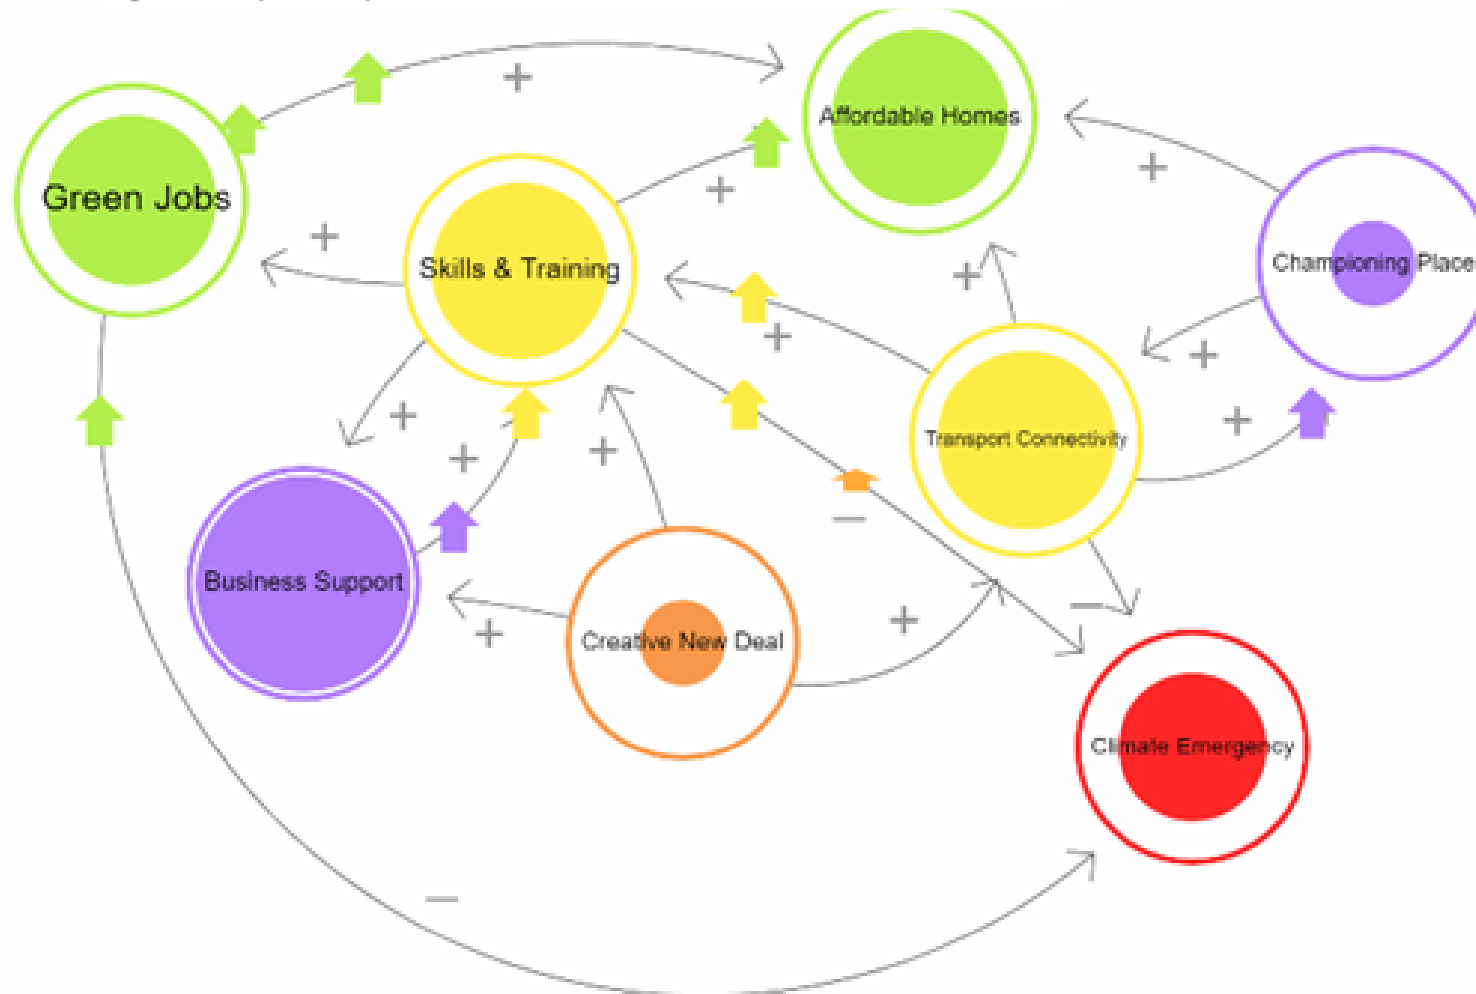 Affordable Homes
Green Jobs
Skills & Training
Championing Place
Transport Connectivity
Business Support
Creative New Deal
Climate Emergency
+
+
+
+
+
+
+
+
+
+
+
+
+
+
−
−
−